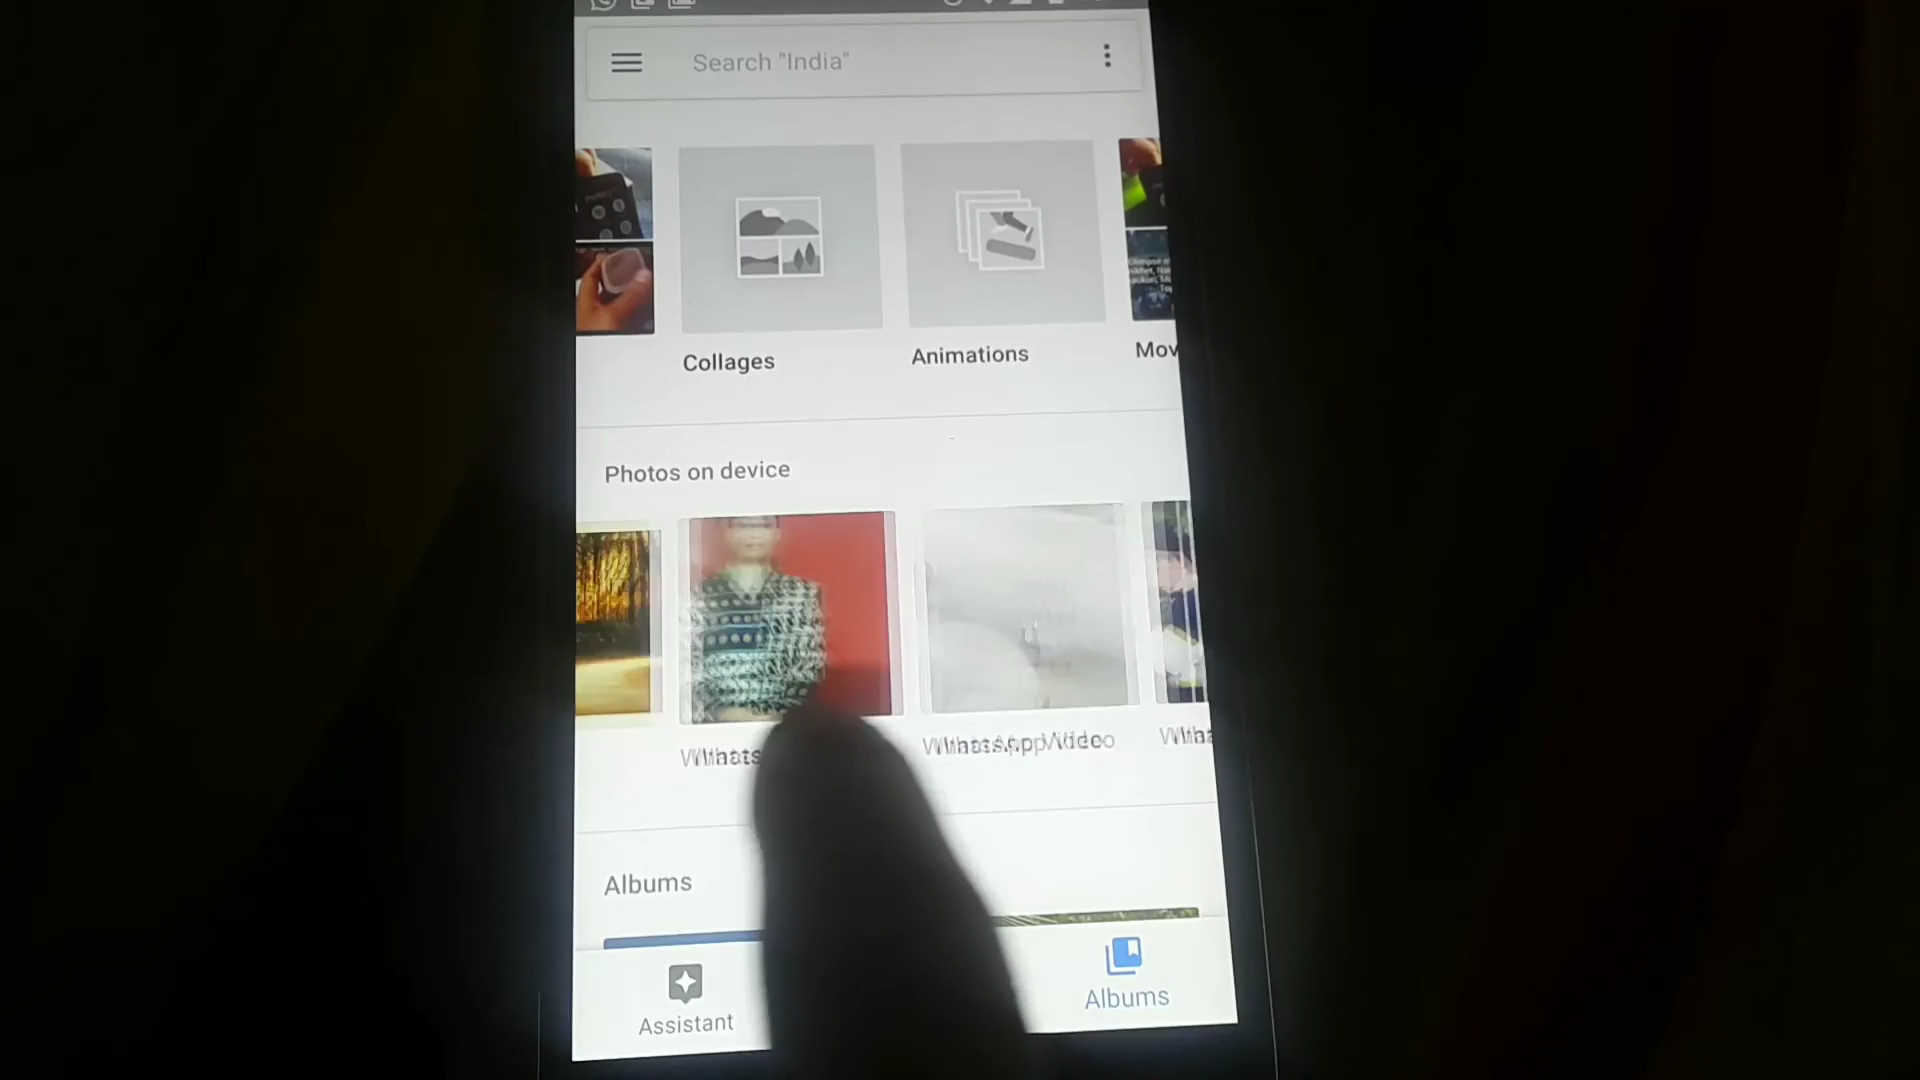 Search "India"
Collages
Animations
Mov
Photos on device
Whats
WhatsApp Video
Wha
Albums
Assistant
Albums